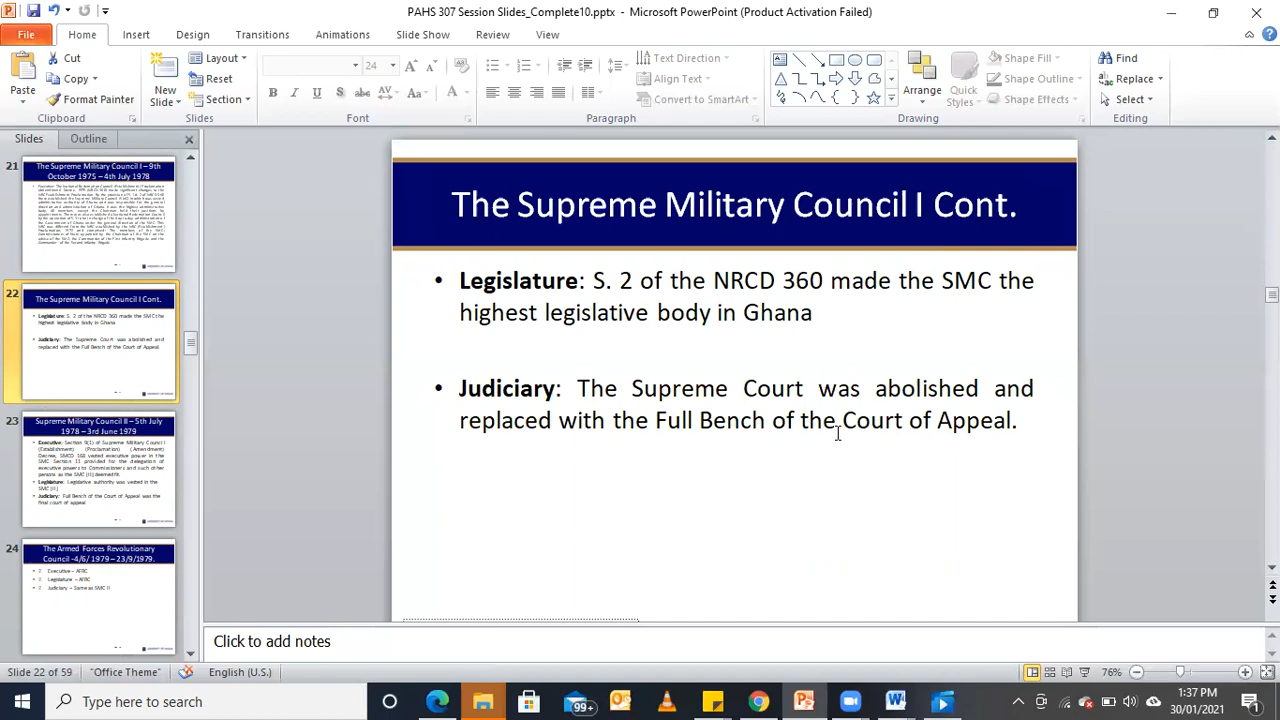 PAHS 307 Session Slides_Complete10.pptx - Microsoft PowerPoint (Product Activation Failed)
File Home Insert Design Transitions Animations Slide Show Review View
Cut
Copy
Format Painter
Paste
Clipboard
New
Slide
Layout
Reset
Section
Slides
24
Font
Text Direction
Align Text
Convert to SmartArt
Paragraph
Arrange
Quick
Styles
Shape Fill
Shape Outline
Shape Effects
Drawing
Find
Replace
Select
Editing
Slides Outline
21
The Supreme Military Council I – 9th
October 1975 – 4th July 1978
22
The Supreme Military Council I Cont.
Legislature: S. 2 of the NRCD 360 made the SMC the
highest legislative body in Ghana
Judiciary: The Supreme Court was abolished and
replaced with the Full Bench of the Court of Appeal.
23
Supreme Military Council II – 5th July
1978 – 3rd June 1979
Executive: Section 9(1) of Supreme Military Council I
(Establishment) (Proclamation) (Amendment)
Decree, SMCD 168 vested executive power in the
SMC. Section 11 provided for the delegation of
executive powers to Commissioners and such other
persons as the SMC (II) deemed fit.
Legislature: Legislative authority was vested in the
SMC (II)
Judiciary: Full Bench of the Court of Appeal was the
final court of appeal
24
The Armed Forces Revolutionary
Council -4/6/ 1979 – 23/9/1979.
Executive – AFRC
Legislature – AFRC
Judiciary – Same as SMC II
The Supreme Military Council I Cont.
• Legislature: S. 2 of the NRCD 360 made the SMC the
highest legislative body in Ghana
• Judiciary: The Supreme Court was abolished and
replaced with the Full Bench of the Court of Appeal.
Click to add notes
Slide 22 of 59 "Office Theme" English (U.S.) 76%
Type here to search
99+
1:37 PM
30/01/2021